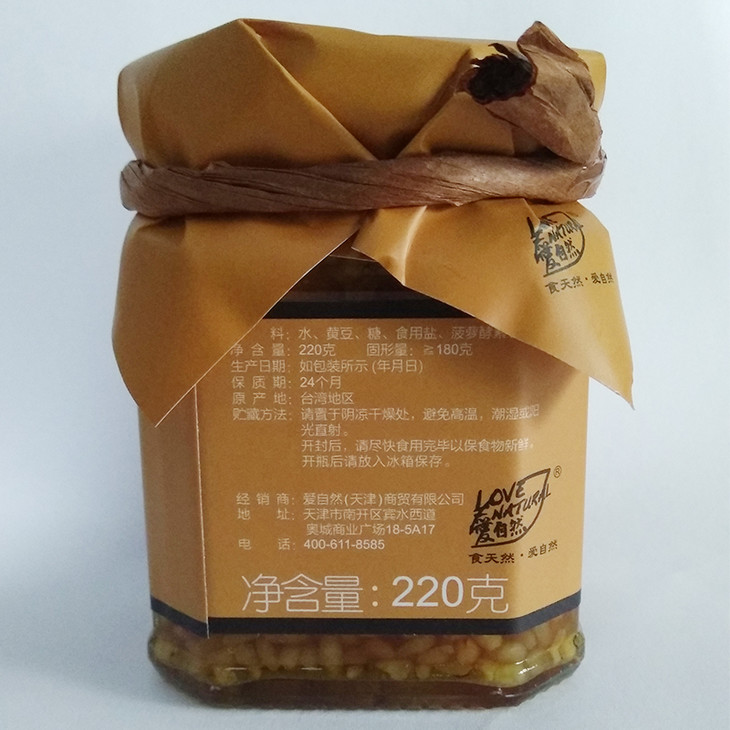 LOVE
NATURAL
愛自然
食天然·爱自然
料：水、黄豆、糖、食用盐、菠萝酵素
净含量：220克 固形量：≧180克
生产日期：如包装所示(年月日)
保质期：24个月
原产地：台湾地区
贮藏方法：请置于阴凉干燥处，避免高温，潮湿或阳
光直射。
开封后，请尽快食用完毕以保食物新鲜。
开瓶后请放入冰箱保存。
经销商：爱自然(天津)商贸有限公司
地址：天津市南开区宾水西道
奥城商业广场18-5A17
电话：400-611-8585
LOVE
NATURAL
愛自然
®
食天然·爱自然
净含量：220克